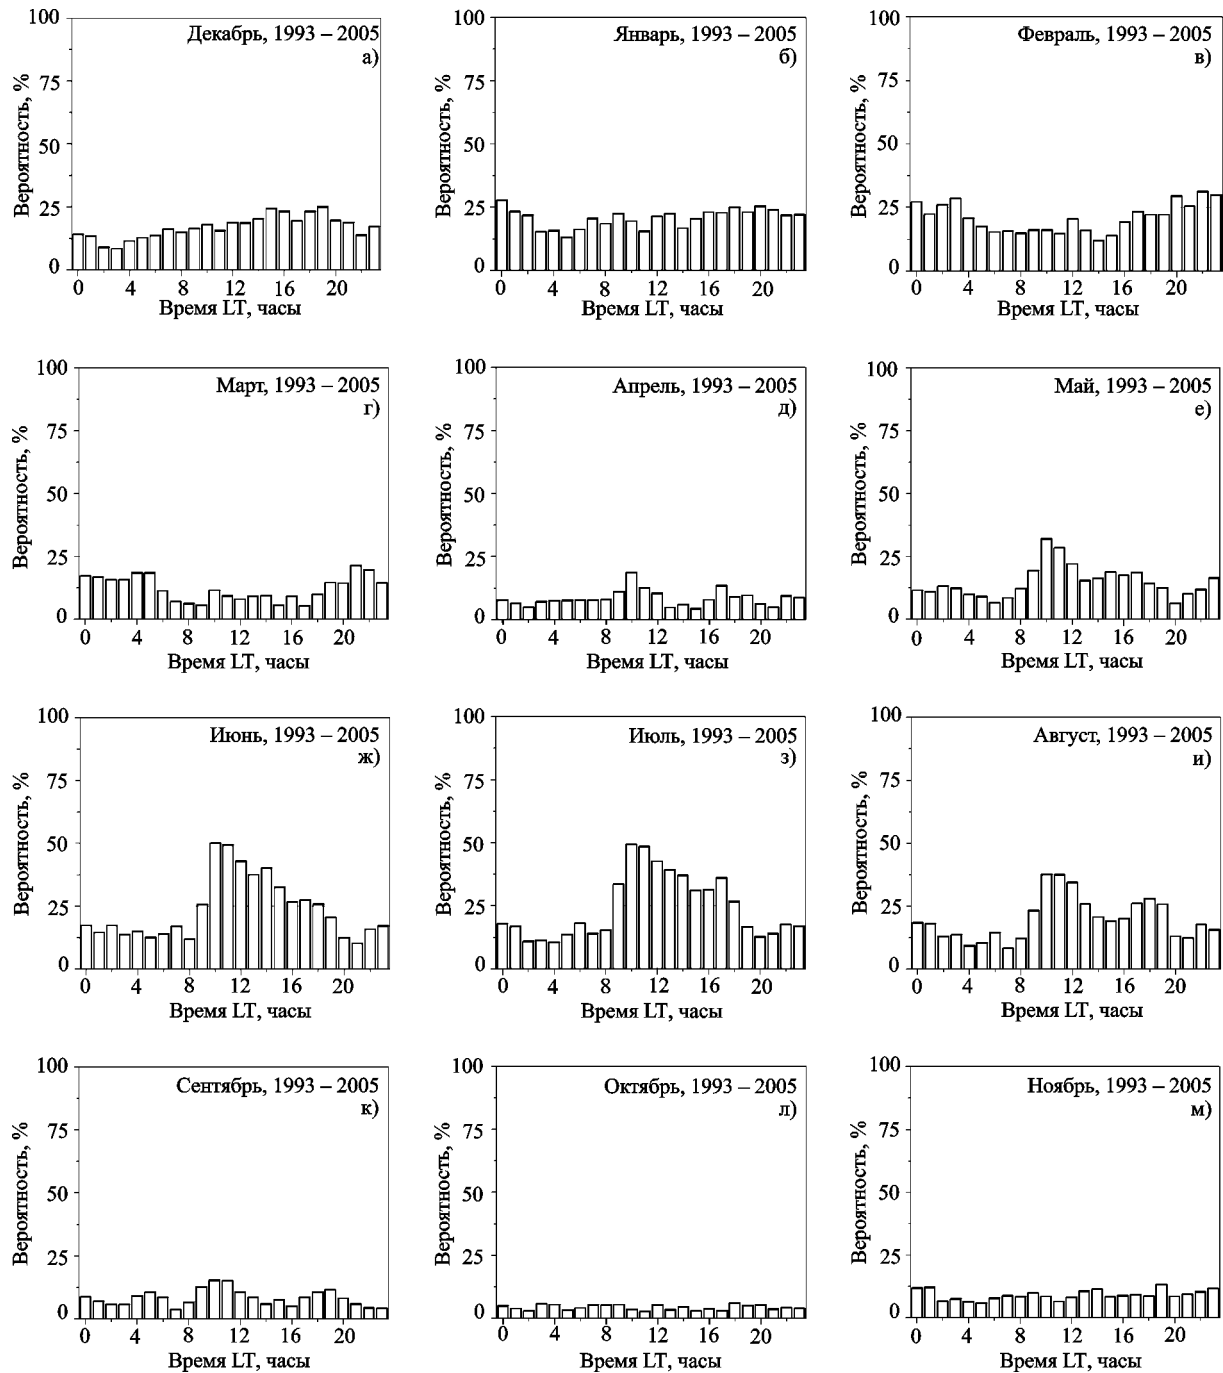 Декабрь, 1993 – 2005
а)
Вероятность, %
100
75
50
25
0
0 4 8 12 16 20
Время LT, часы
Январь, 1993 – 2005
б)
Вероятность, %
100
75
50
25
0
0 4 8 12 16 20
Время LT, часы
Февраль, 1993 – 2005
в)
Вероятность, %
100
75
50
25
0
0 4 8 12 16 20
Время LT, часы
Март, 1993 – 2005
г)
Вероятность, %
100
75
50
25
0
0 4 8 12 16 20
Время LT, часы
Апрель, 1993 – 2005
д)
Вероятность, %
100
75
50
25
0
0 4 8 12 16 20
Время LT, часы
Май, 1993 – 2005
е)
Вероятность, %
100
75
50
25
0
0 4 8 12 16 20
Время LT, часы
Июнь, 1993 – 2005
ж)
Вероятность, %
100
75
50
25
0
0 4 8 12 16 20
Время LT, часы
Июль, 1993 – 2005
з)
Вероятность, %
100
75
50
25
0
0 4 8 12 16 20
Время LT, часы
Август, 1993 – 2005
и)
Вероятность, %
100
75
50
25
0
0 4 8 12 16 20
Время LT, часы
Сентябрь, 1993 – 2005
к)
Вероятность, %
100
75
50
25
0
0 4 8 12 16 20
Время LT, часы
Октябрь, 1993 – 2005
л)
Вероятность, %
100
75
50
25
0
0 4 8 12 16 20
Время LT, часы
Ноябрь, 1993 – 2005
м)
Вероятность, %
100
75
50
25
0
0 4 8 12 16 20
Время LT, часы